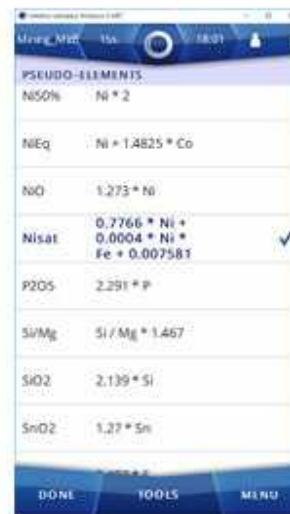 15s
18:01
PSEUDO-ELEMENTS
Ni50% Ni * 2
NiEq Ni + 1.4825 * Co
NiO 1.273 * Ni
Nisat 0.7766 * Ni +
0.0004 * Ni *
Fe + 0.007581
P2O5 2.291 * P
Si/Mg Si / Mg * 1.467
SiO2 2.139 * Si
SnO2 1.27 * Sn
DONE TOOLS MENU